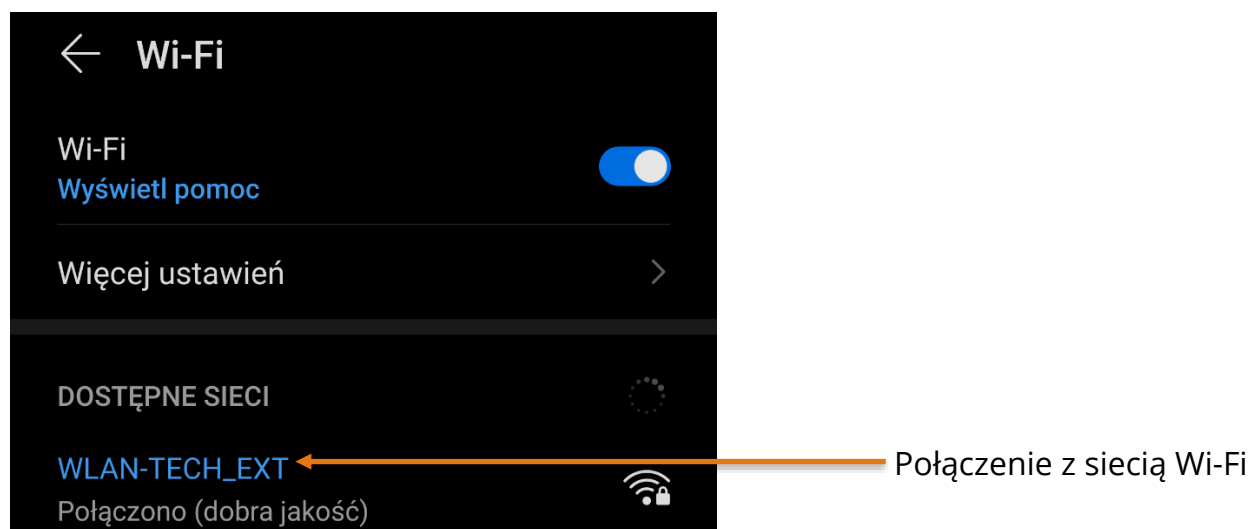 Wi-Fi
Wi-Fi
Wyświetl pomoc
Więcej ustawień
DOSTĘPNE SIECI
WLAN-TECH_EXT
Połączenie z siecią Wi-Fi
Połączono (dobra jakość)